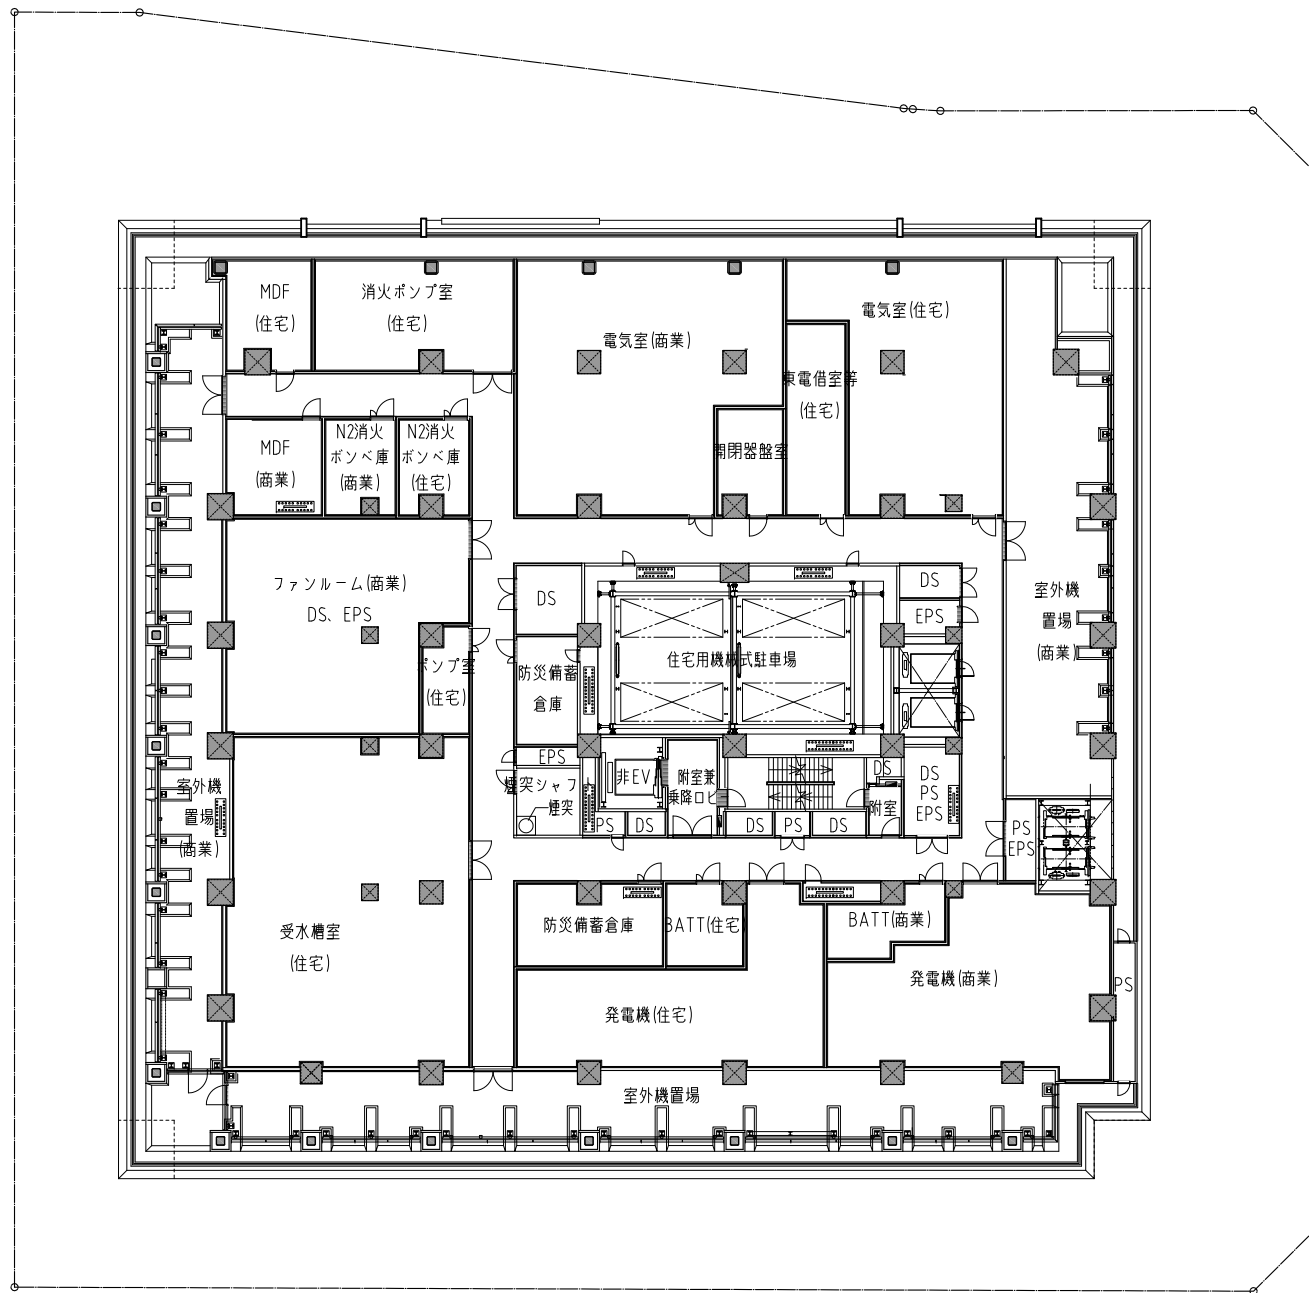 MDF
(住宅)
消火ポンプ室
(住宅)
電気室(商業)
電気室(住宅)
東電借室等
(住宅)
開閉器盤室
MDF
(商業)
N2消火
ボンベ庫
(商業)
N2消火
ボンベ庫
(住宅)
ファンルーム(商業)
DS、EPS
ポンプ室
(住宅)
DS
防災備蓄
倉庫
EPS
煙突シャフト
煙突
住宅用機械式駐車場
DS
EPS
室外機
置場
(商業)
非EV
附室兼
乗降ロビー
DS
附室
DS
PS
EPS
PS
DS
DS
PS
DS
PS
EPS
室外機
置場
(商業)
受水槽室
(住宅)
防災備蓄倉庫
BATT(住宅)
BATT(商業)
発電機(商業)
発電機(住宅)
PS
室外機置場